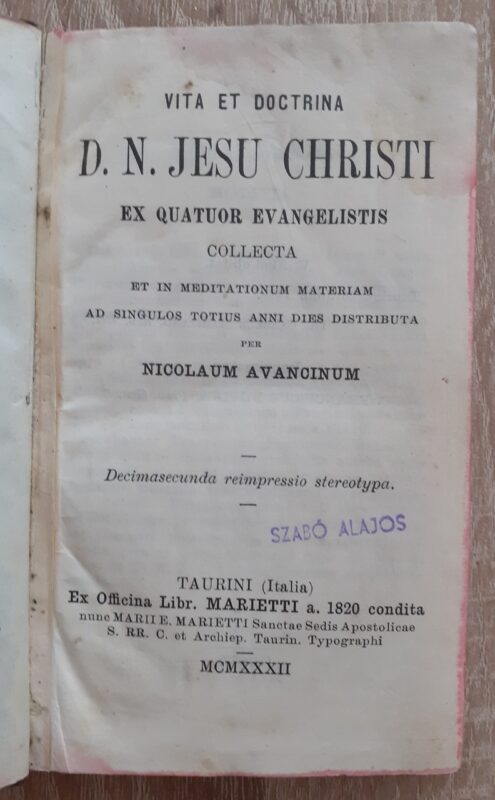 VITA ET DOCTRINA
D. N. JESU CHRISTI
EX QUATUOR EVANGELISTIS
COLLECTA
ET IN MEDITATIONUM MATERIAM
AD SINGULOS TOTIUS ANNI DIES DISTRIBUTA
PER
NICOLAUM AVANCINUM
Decimasecunda reimpressio stereotypa.
SZABÓ ALAJOS
TAURINI (Italia)
Ex Officina Libr. MARIETTI a. 1820 condita
nunc MARII E. MARIETTI Sanctae Sedis Apostolicae
S. RR. C. et Archiep. Taurin. Typographi
MCMXXXII